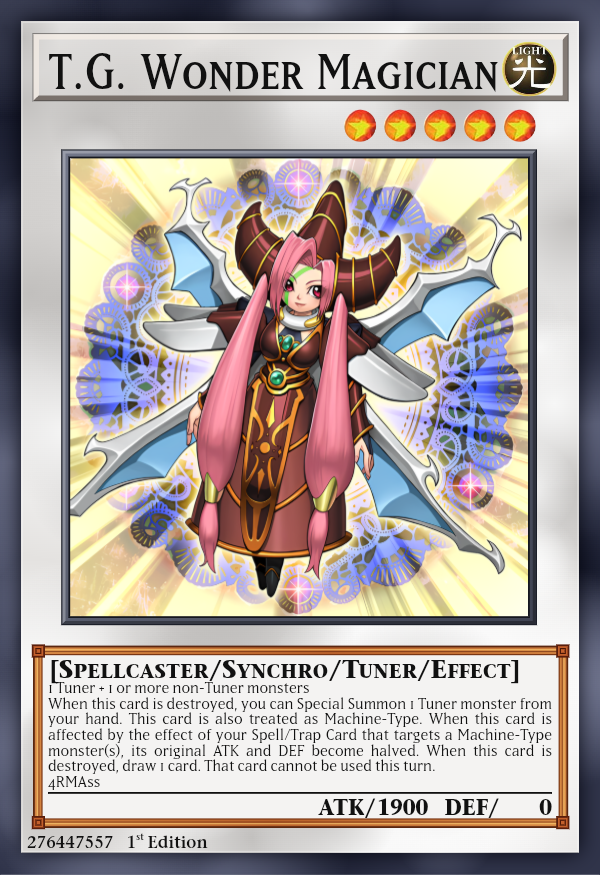 T.G. Wonder Magician
LIGHT
光
[Spellcaster/Synchro/Tuner/Effect]
1 Tuner + 1 or more non-Tuner monsters
When this card is destroyed, you can Special Summon 1 Tuner monster from
your hand. This card is also treated as Machine-Type. When this card is
affected by the effect of your Spell/Trap Card that targets a Machine-Type
monster(s), its original ATK and DEF become halved. When this card is
destroyed, draw 1 card. That card cannot be used this turn.
4RMAss
ATK/1900 DEF/ 0
276447557 1st Edition